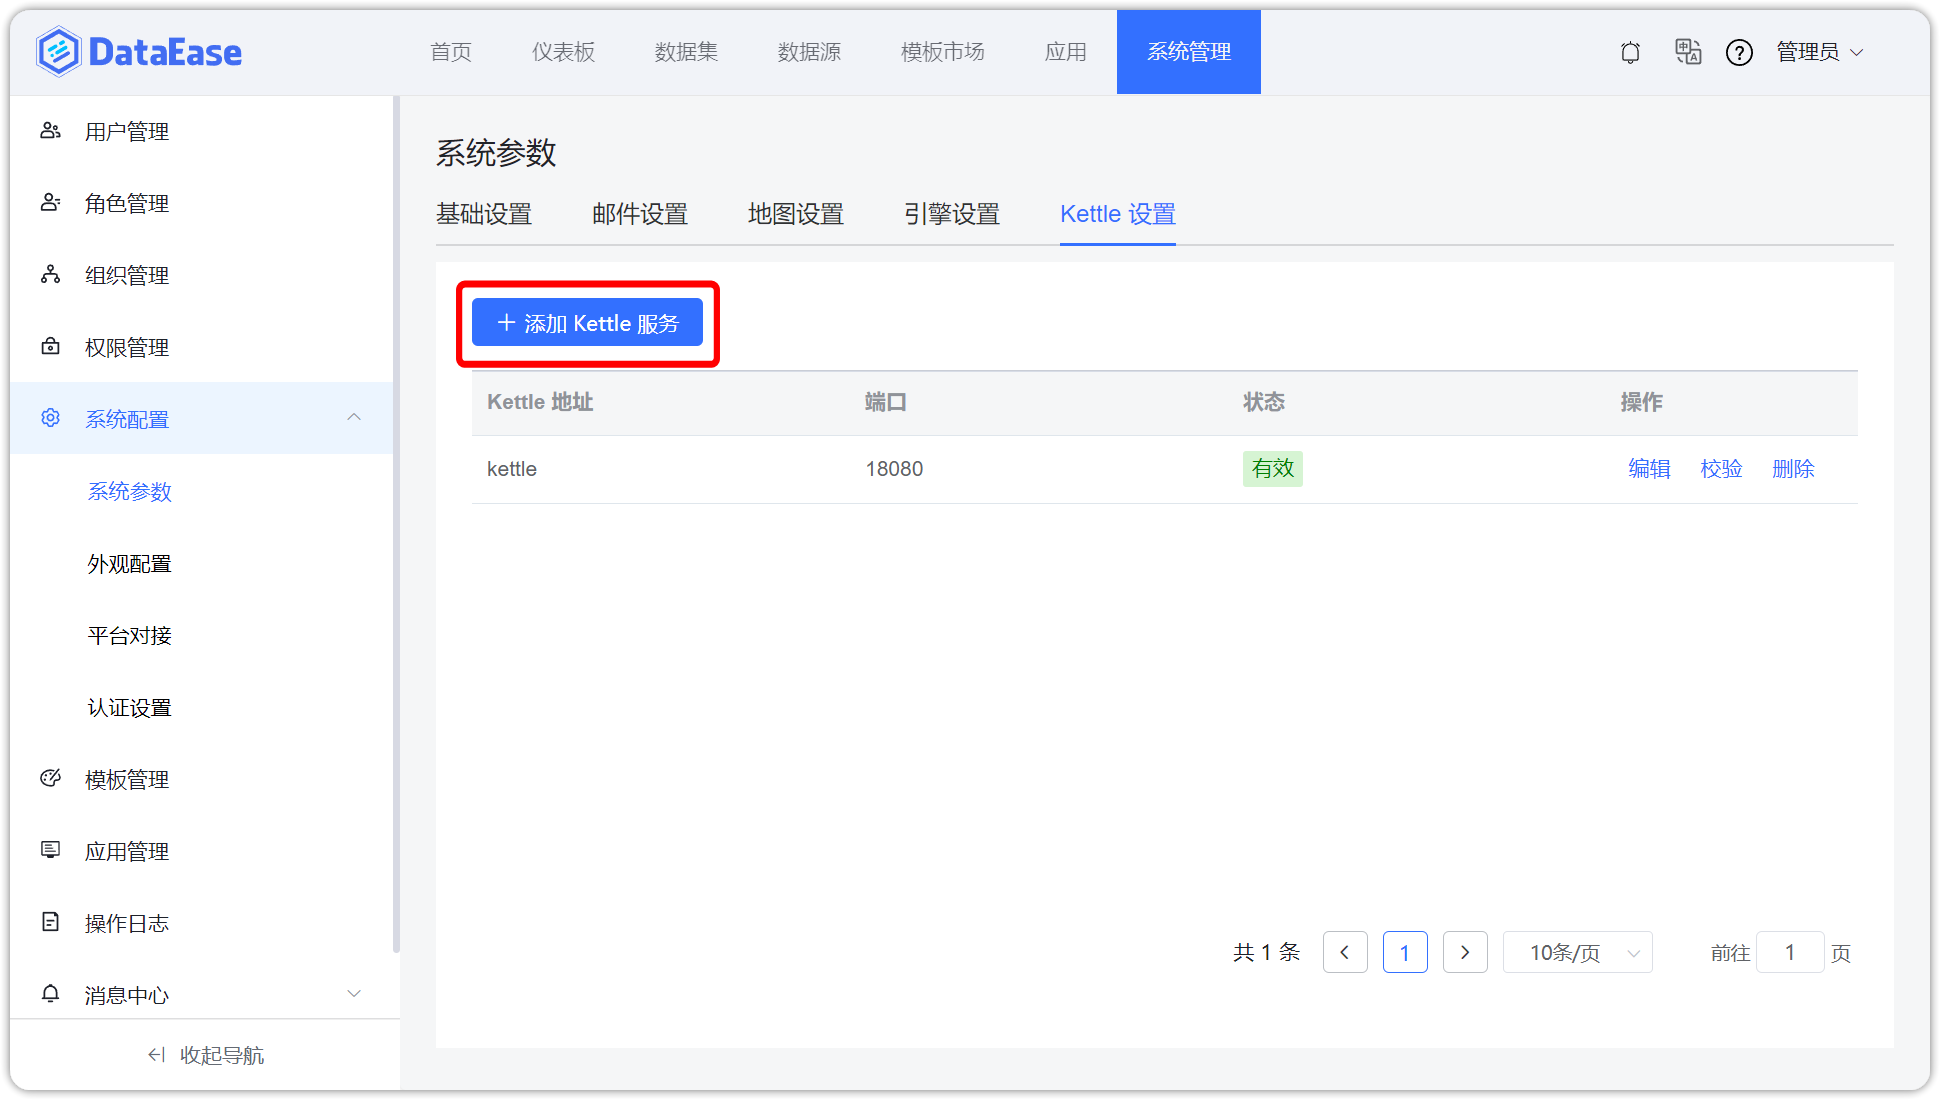 DataEase
首页 仪表板 数据集 数据源 模板市场 应用 系统管理 管理员
用户管理
角色管理
组织管理
权限管理
系统配置
系统参数
外观配置
平台对接
认证设置
模板管理
应用管理
操作日志
消息中心
收起导航
系统参数
基础设置 邮件设置 地图设置 引擎设置 Kettle 设置
+ 添加 Kettle 服务
Kettle 地址 端口 状态 操作
kettle 18080 有效 编辑 校验 删除
共 1 条 < 1 > 10条/页 前往 1 页